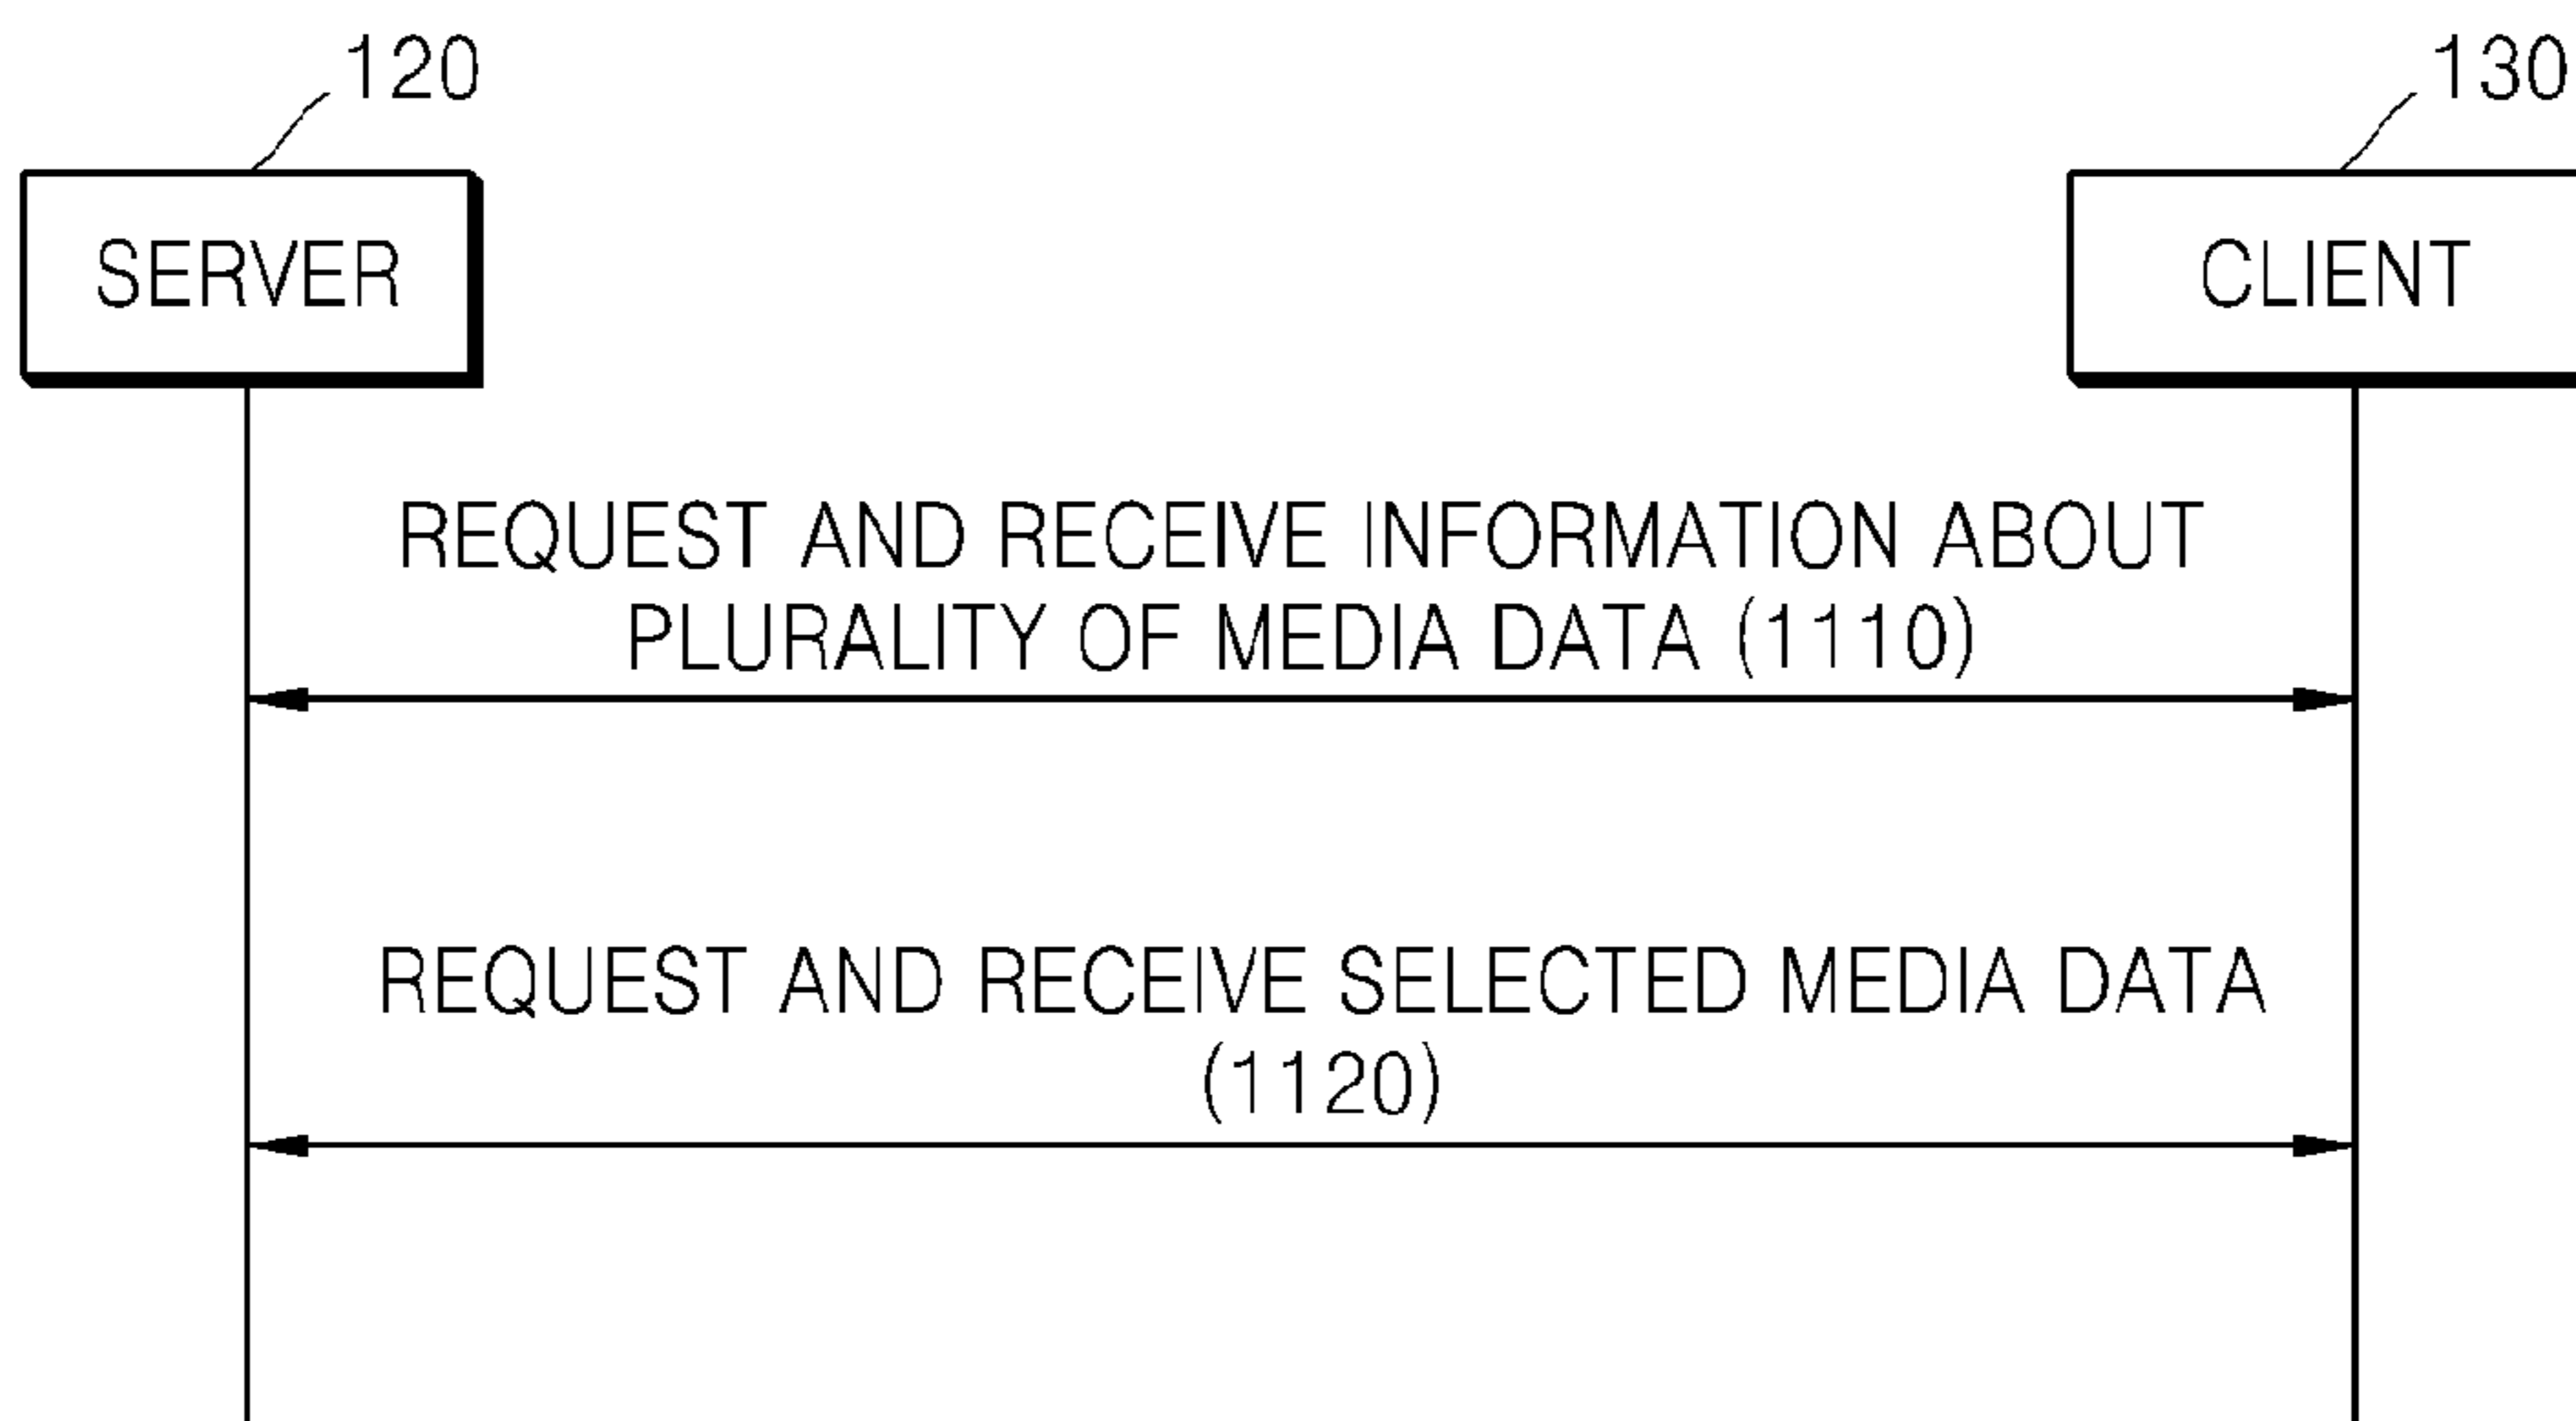 120
130
SERVER
CLIENT
REQUEST AND RECEIVE INFORMATION ABOUT
PLURALITY OF MEDIA DATA (1110)
REQUEST AND RECEIVE SELECTED MEDIA DATA
(1120)